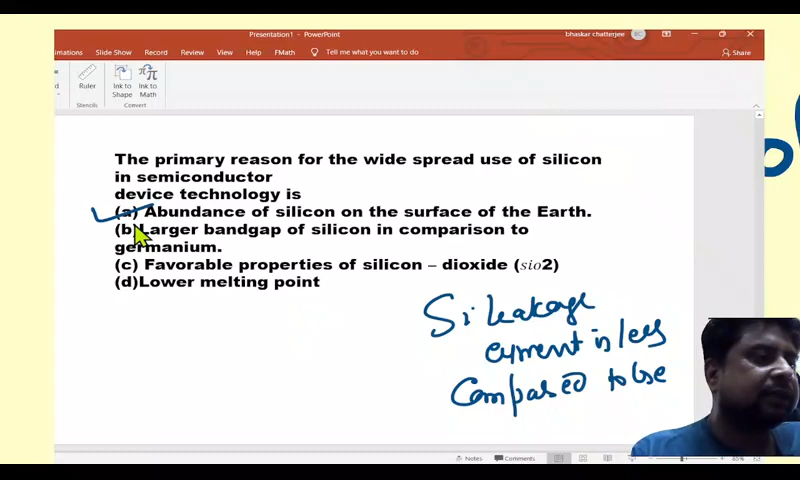 Presentation1 - PowerPoint
bhaskar chatterjee
Slide Show Record Review View Help FMath Tell me what you want to do Share
Ruler
Ink to Shape
Ink to Math
Stencils
Convert
The primary reason for the wide spread use of silicon
in semiconductor
device technology is
(a) Abundance of silicon on the surface of the Earth.
(b) Larger bandgap of silicon in comparison to
germanium.
(c) Favorable properties of silicon – dioxide (sio2)
(d)Lower melting point
Si leakage
current is less
Compared to Ge
Notes Comments